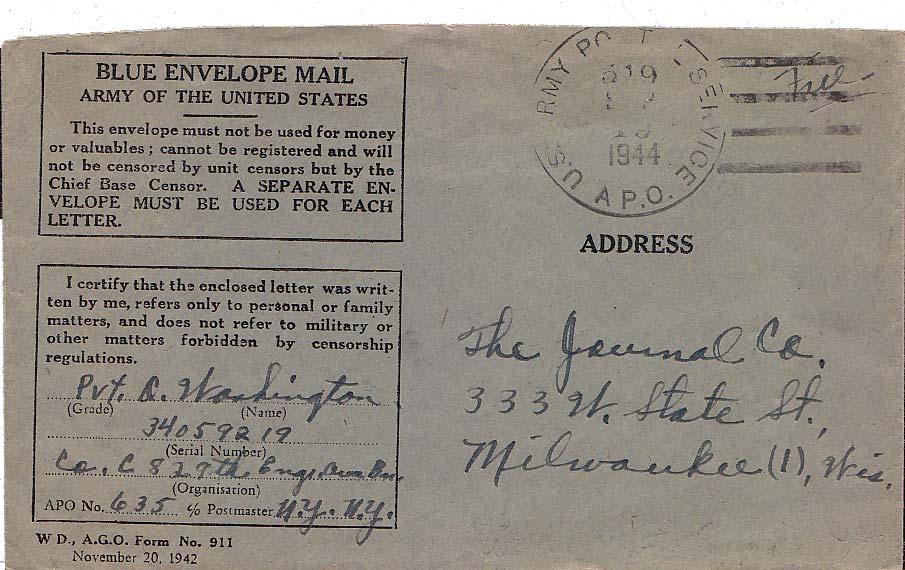 BLUE ENVELOPE MAIL
ARMY OF THE UNITED STATES
This envelope must not be used for money
or valuables; cannot be registered and will
not be censored by unit censors but by the
Chief Base Censor. A SEPARATE EN-
VELOPE MUST BE USED FOR EACH
LETTER.
I certify that the enclosed letter was writ-
ten by me, refers only to personal or family
matters, and does not refer to military or
other matters forbidden by censorship
regulations.
Pvt. Washington
(Grade) (Name)
34059219
(Serial Number)
Co. C 829th Engr. Bn.
(Organisation)
APO No. 635 c/o Postmaster, N.Y. N.Y.
W D., A.G.O. Form No. 911
November 20, 1942
U.S. ARMY POST SERVICE
1944
A.P.O.
Free
ADDRESS
The Journal Co.
333 W. State St.,
Milwaukee (1), Wis.